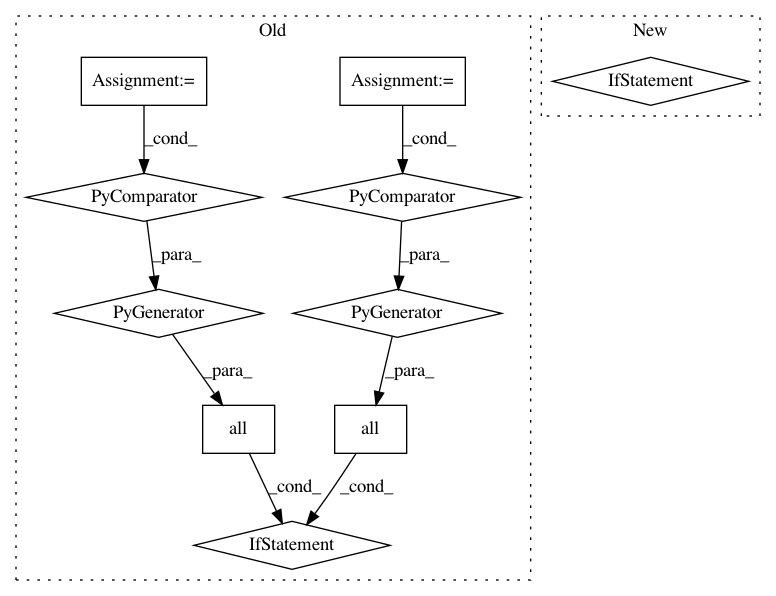 Old
New
Assignment:=
Assignment:=
IfStatement
_cond_
_cond_
PyComparator
PyComparator
_para_
_para_
PyGenerator
PyGenerator
_para_
_para_
all
all
_cond_
_cond_
IfStatement